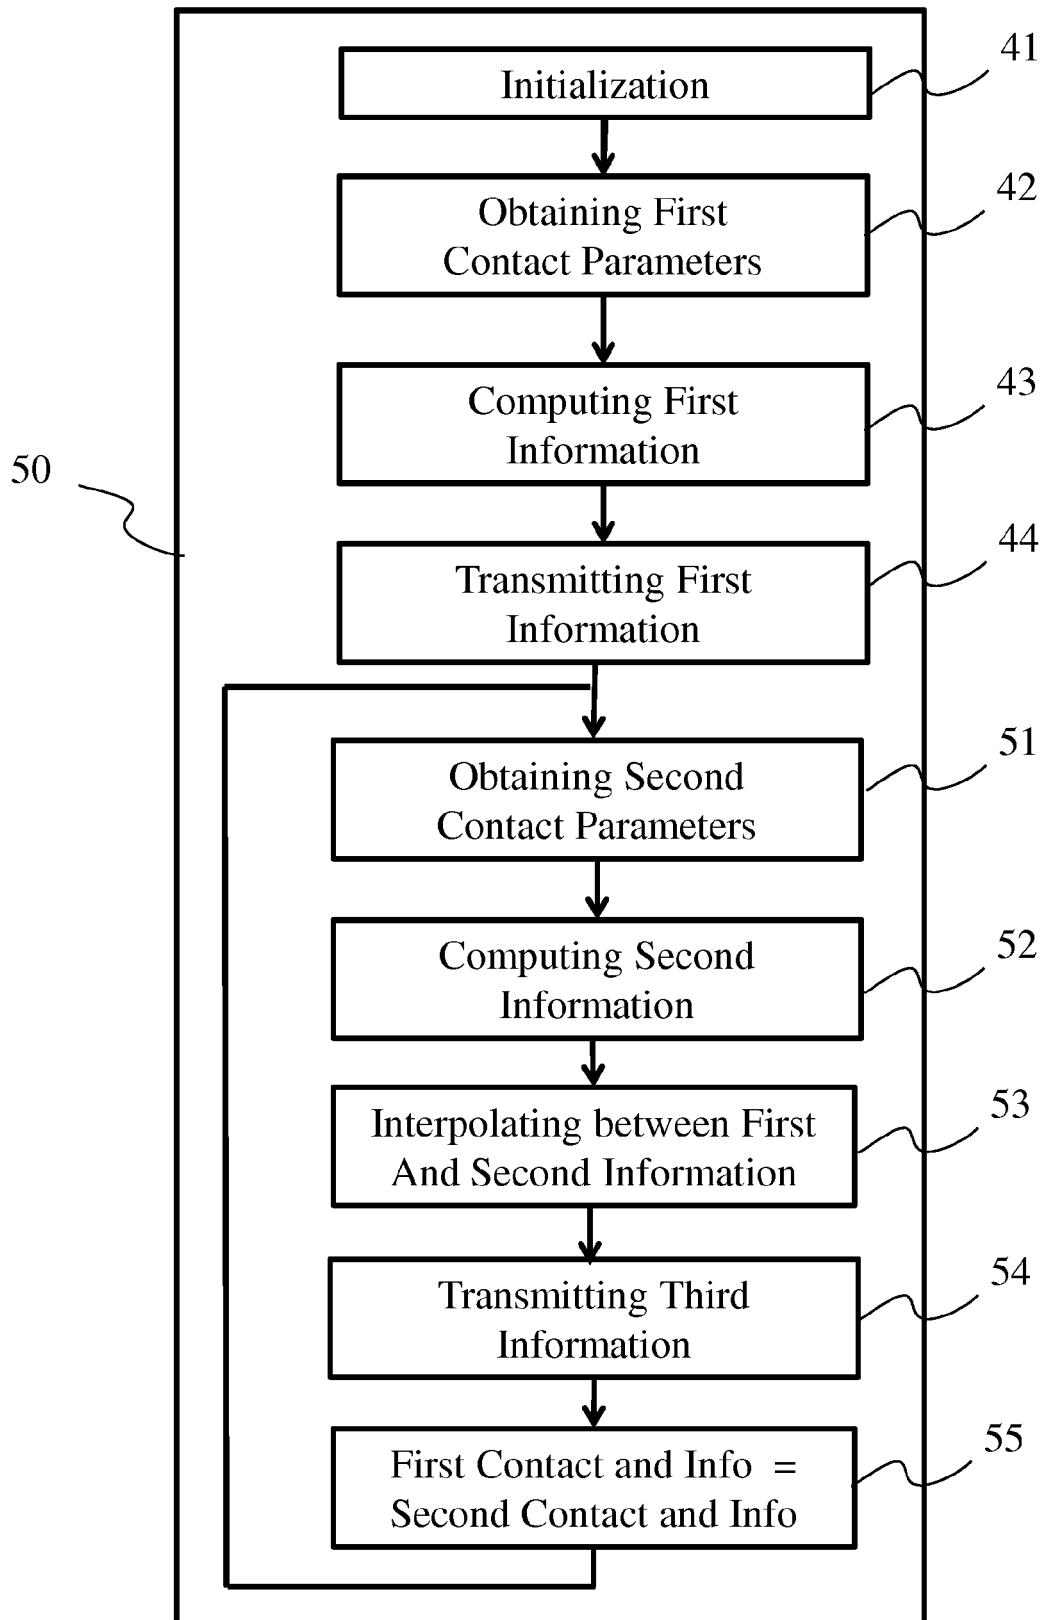 Initialization
41
Obtaining First
Contact Parameters
42
Computing First
Information
43
50
Transmitting First
Information
44
Obtaining Second
Contact Parameters
51
Computing Second
Information
52
Interpolating between First
And Second Information
53
Transmitting Third
Information
54
First Contact and Info =
Second Contact and Info
55